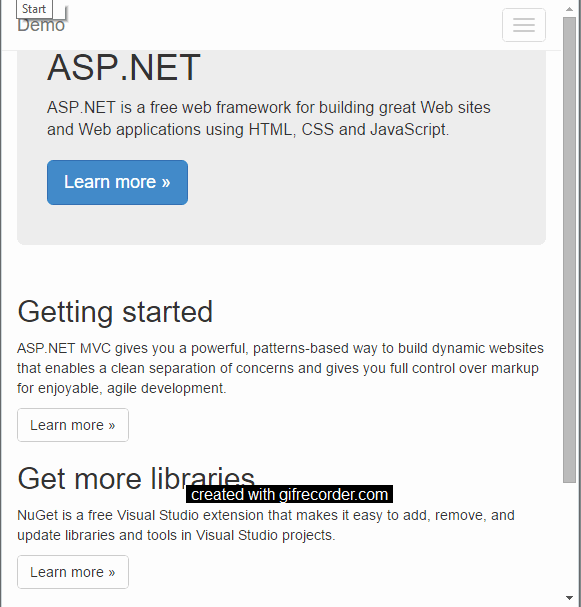 Start
Demo
ASP.NET
ASP.NET is a free web framework for building great Web sites
and Web applications using HTML, CSS and JavaScript.
Learn more »
Getting started
ASP.NET MVC gives you a powerful, patterns-based way to build dynamic websites
that enables a clean separation of concerns and gives you full control over markup
for enjoyable, agile development.
Learn more »
Get more libraries
created with gifrecorder.com
NuGet is a free Visual Studio extension that makes it easy to add, remove, and
update libraries and tools in Visual Studio projects.
Learn more »